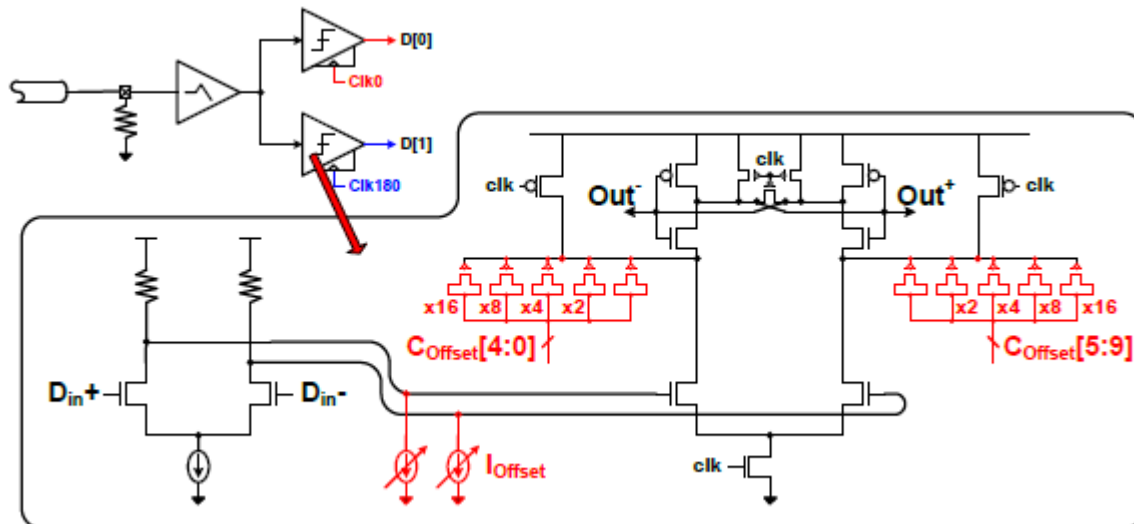 D[0]
Clk0
D[1]
Clk180
clk
clk
clk
Out-
Out+
x16
x8
x4
x2
x2
x4
x8
x16
COffset[4:0]
COffset[5:9]
Din+
Din-
IOffset
clk